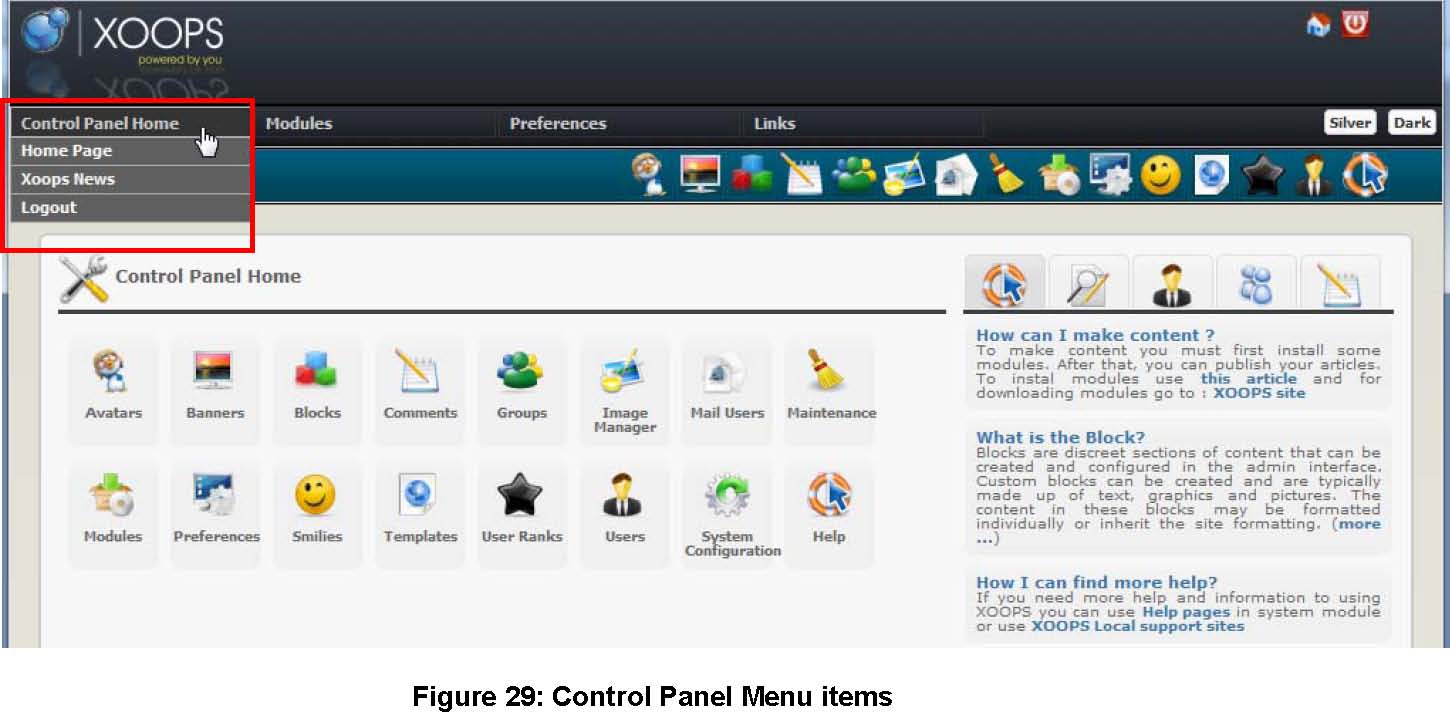 XOOPS
powered by you
Control Panel Home
Modules
Preferences
Links
Silver
Dark
Home Page
Xoops News
Logout
Control Panel Home
Avatars
Banners
Blocks
Comments
Groups
Image
Manager
Mail Users
Maintenance
Modules
Preferences
Smilies
Templates
User Ranks
Users
System
Configuration
Help
How can I make content ?
To make content you must first install some
modules. After that, you can publish your articles.
To instal modules use this article and for
downloading modules go to : XOOPS site
What is the Block?
Blocks are discreet sections of content that can be
created and configured in the admin interface.
Custom blocks can be created and are typically
made up of text, graphics and pictures. The
content in these blocks may be formatted
individually or inherit the site formatting. (more
...)
How I can find more help?
If you need more help and information to using
XOOPS you can use Help pages in system module
or use XOOPS Local support sites
Figure 29: Control Panel Menu items